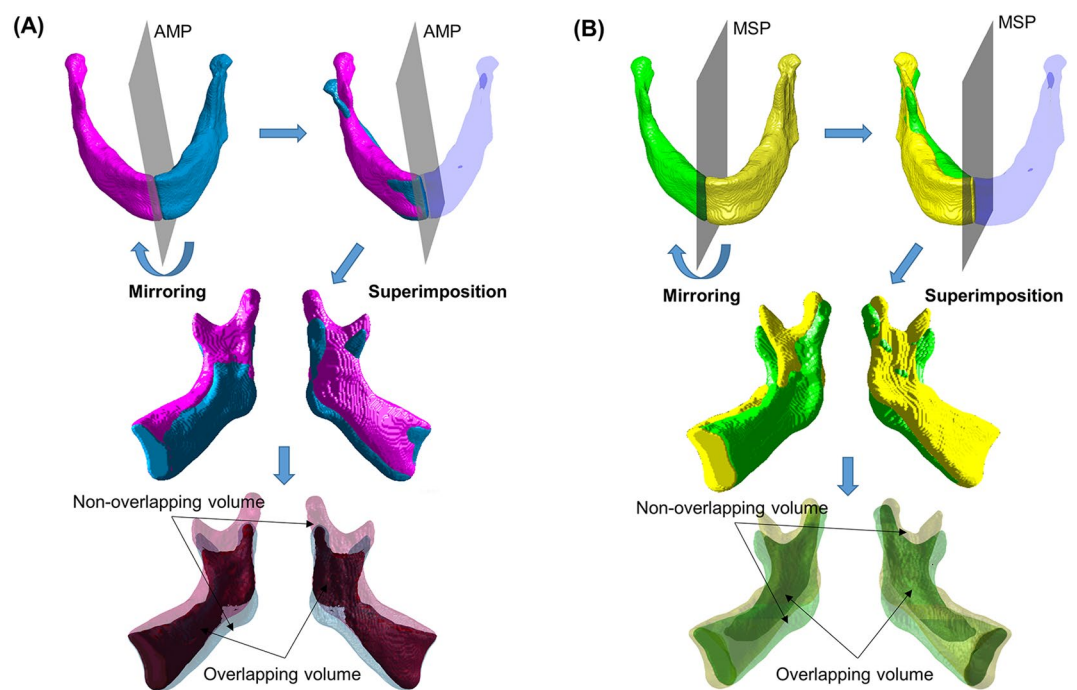 (A)
AMP
AMP
Mirroring
Superimposition
Non-overlapping volume
Overlapping volume
(B)
MSP
MSP
Mirroring
Superimposition
Non-overlapping volume
Overlapping volume